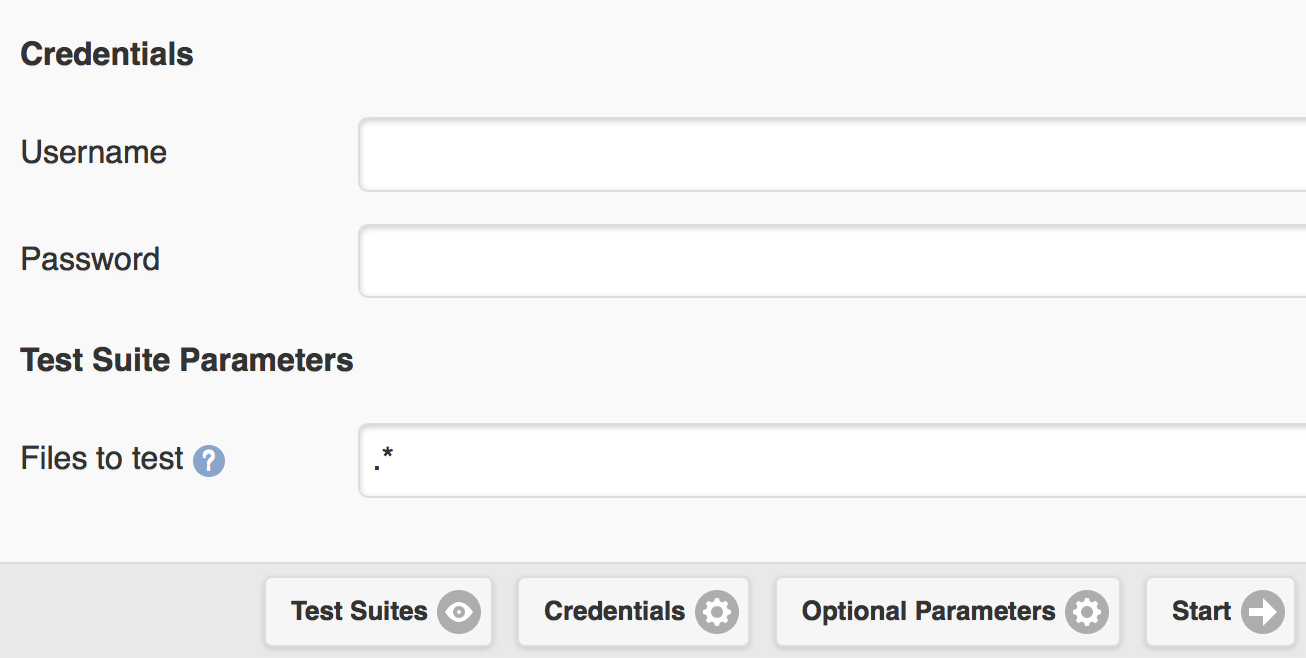 Credentials
Username
Password
Test Suite Parameters
Files to test ?
.*
Test Suites Credentials Optional Parameters Start